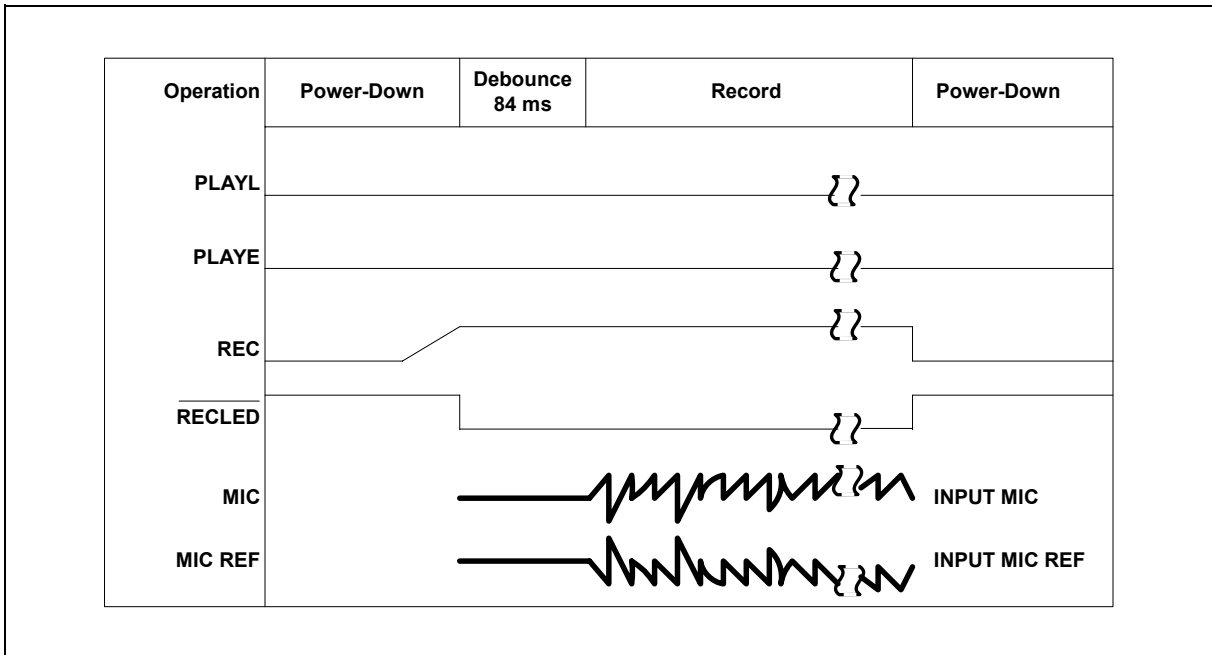 Operation
Power-Down
Debounce
84 ms
Record
Power-Down
PLAYL
PLAYE
REC
RECLED
MIC
INPUT MIC
MIC REF
INPUT MIC REF